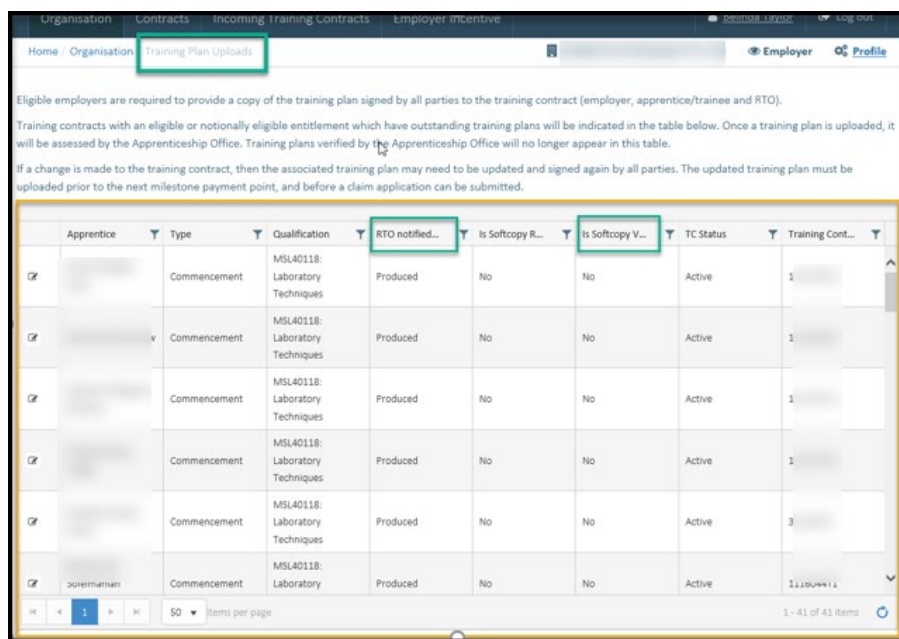 Organisation Contracts Incoming Training Contracts Employer Incentive Belinda Taylor Log out
Home / Organisation / Training Plan Uploads Employer Profile
Eligible employers are required to provide a copy of the training plan signed by all parties to the training contract (employer, apprentice/trainee and RTO).
Training contracts with an eligible or notionally eligible entitlement which have outstanding training plans will be indicated in the table below. Once a training plan is uploaded, it
will be assessed by the Apprenticeship Office. Training plans verified by the Apprenticeship Office will no longer appear in this table.
If a change is made to the training contract, then the associated training plan may need to be updated and signed again by all parties. The updated training plan must be
uploaded prior to the next milestone payment point, and before a claim application can be submitted.
Apprentice Type Qualification RTO notified... Is Softcopy R... Is Softcopy V... TC Status Training Cont...
MSL40118:
Commencement Laboratory Produced No No Active 1
Techniques
MSL40118:
w Commencement Laboratory Produced No No Active 1
Techniques
MSL40118:
Commencement Laboratory Produced No No Active 1
Techniques
MSL40118:
Commencement Laboratory Produced No No Active 1
Techniques
MSL40118:
Commencement Laboratory Produced No No Active 3
Techniques
MSL40118:
Commencement Laboratory Produced No No Active
1 50 items per page 1 - 41 of 41 items